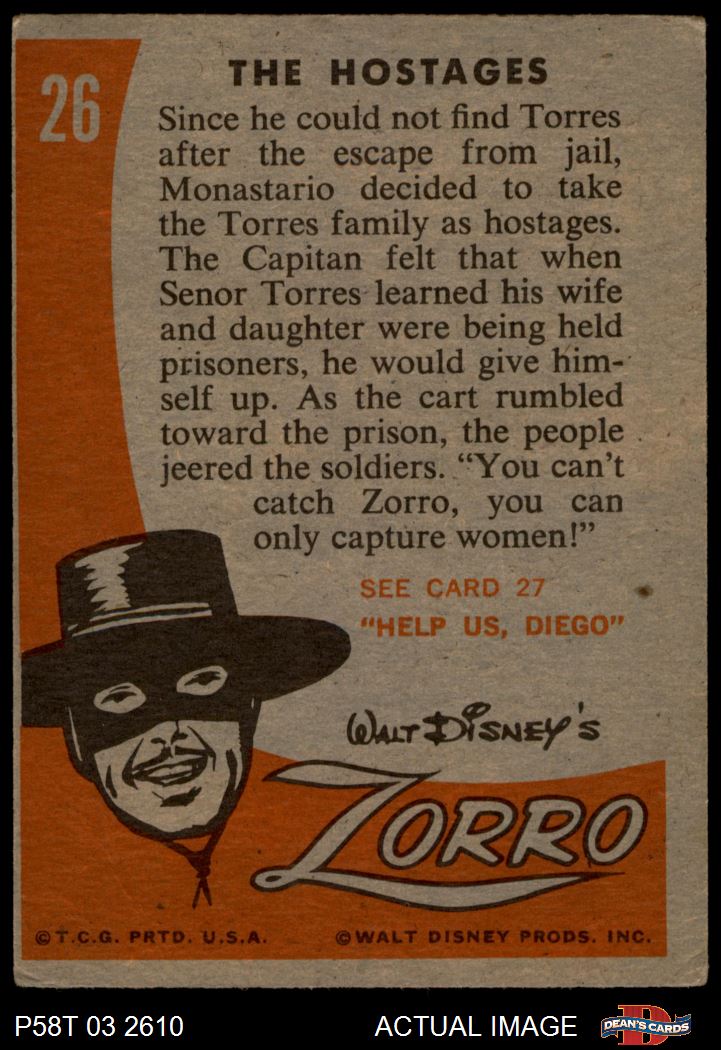 26
THE HOSTAGES
Since he could not find Torres
after the escape from jail,
Monastario decided to take
the Torres family as hostages.
The Capitan felt that when
Senor Torres learned his wife
and daughter were being held
prisoners, he would give him-
self up. As the cart rumbled
toward the prison, the people
jeered the soldiers. “You can’t
catch Zorro, you can
only capture women!”
SEE CARD 27
“HELP US, DIEGO”
WALT DISNEY’S
ZORRO
©T.C.G. PRTD. U.S.A. ©WALT DISNEY PRODS. INC.
P58T 03 2610 ACTUAL IMAGE DEAN'S CARDS